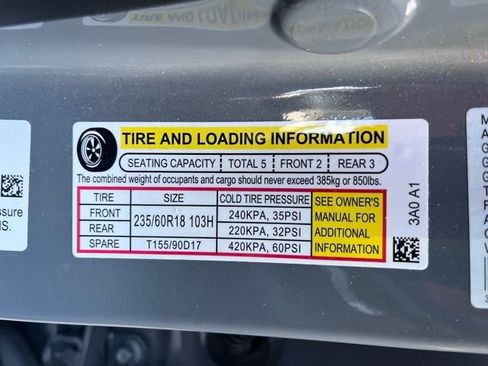 TIRE AND LOADING INFORMATION
SEATING CAPACITY TOTAL 5 FRONT 2 REAR 3
The combined weight of occupants and cargo should never exceed 385kg or 850lbs.
TIRE SIZE COLD TIRE PRESSURE
FRONT 235/60R18 103H 240KPA, 35PSI
REAR 220KPA, 32PSI
SPARE T155/90D17 420KPA, 60PSI
SEE OWNER'S
MANUAL FOR
ADDITIONAL
INFORMATION
3A0 A1